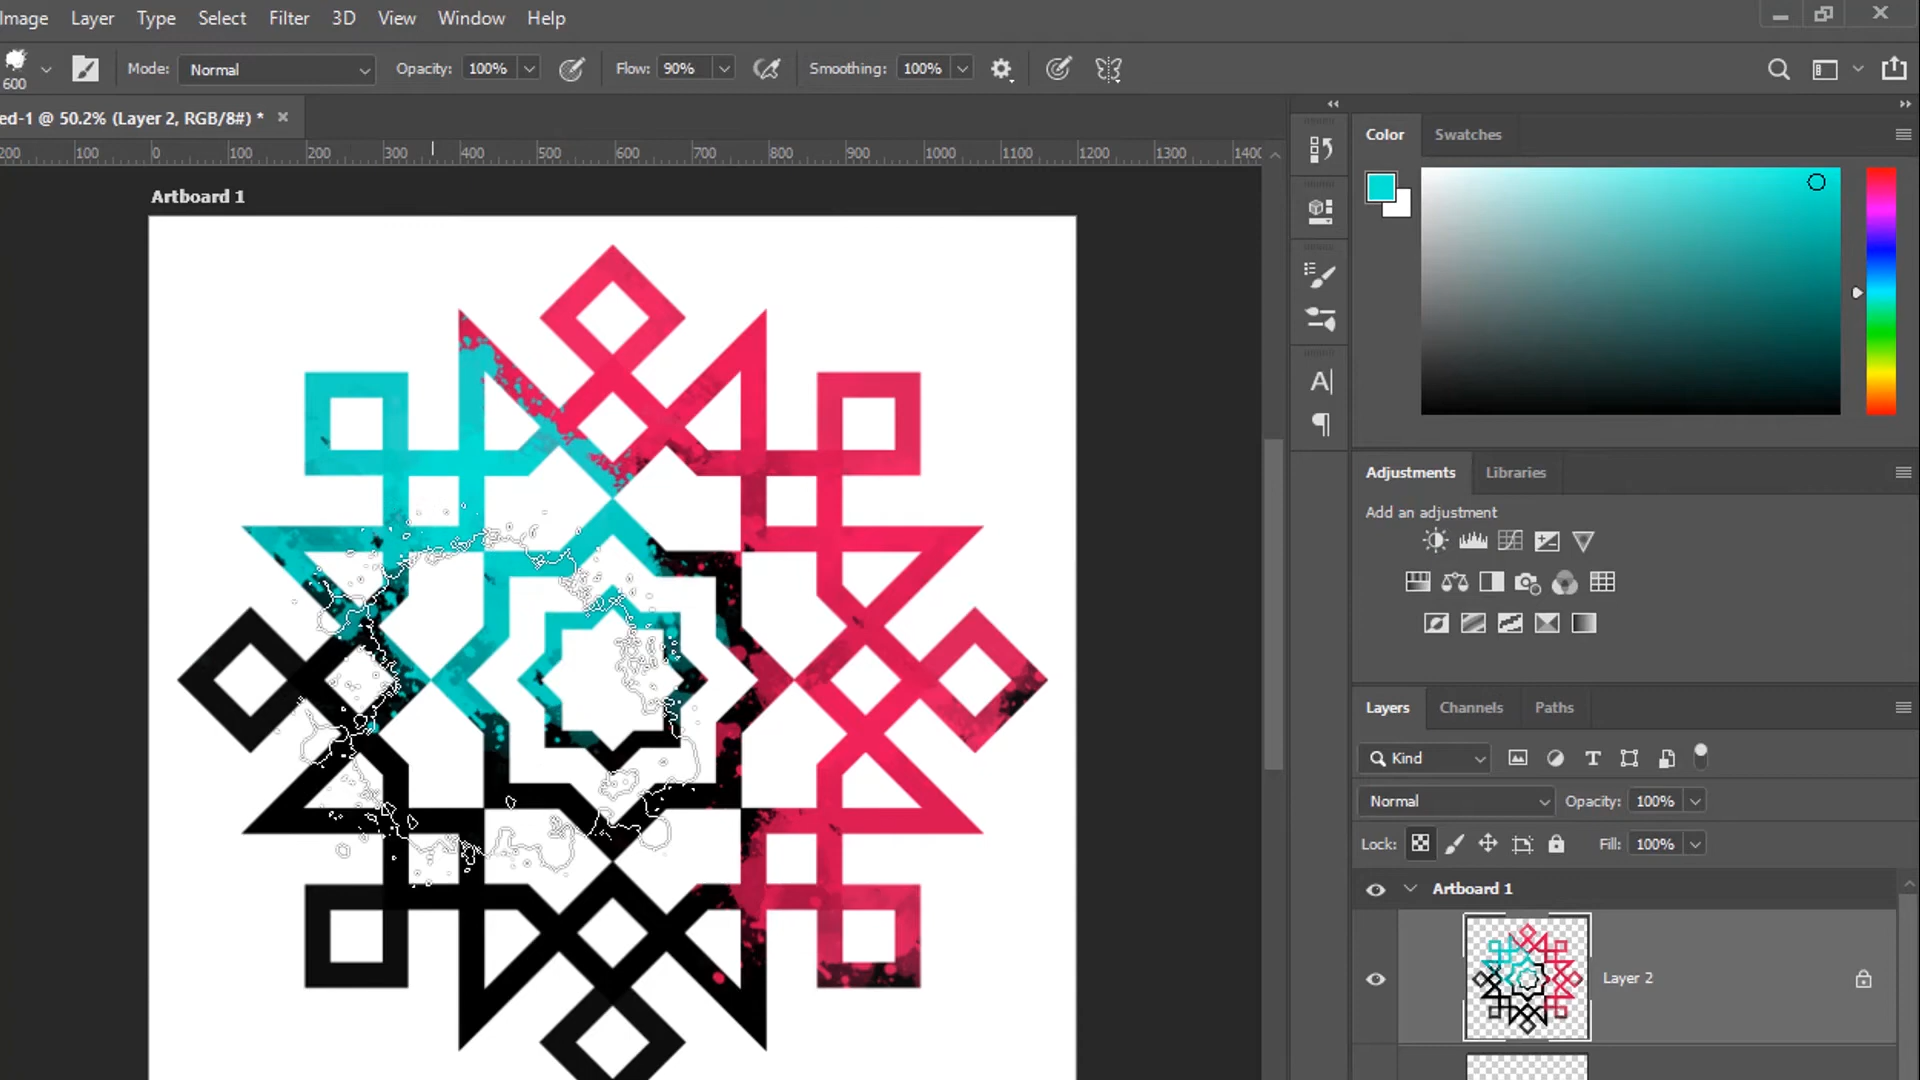 Image Layer Type Select Filter 3D View Window Help
600 Mode: Normal Opacity: 100% Flow: 90% Smoothing: 100%
ed-1 @ 50.2% (Layer 2, RGB/8#) * ×
200 100 0 100 200 300 400 500 600 700 800 900 1000 1100 1200 1300 1400
Artboard 1
Color Swatches
Adjustments Libraries
Add an adjustment
Layers Channels Paths
Kind
Normal Opacity: 100%
Lock: Fill: 100%
Artboard 1
Layer 2